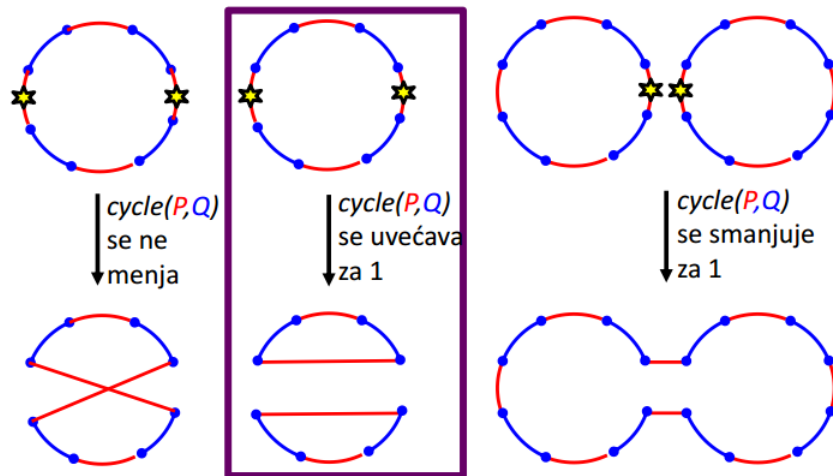 cycle(P,Q)
se ne
menja
cycle(P,Q)
se uvećava
za 1
cycle(P,Q)
se smanjuje
za 1